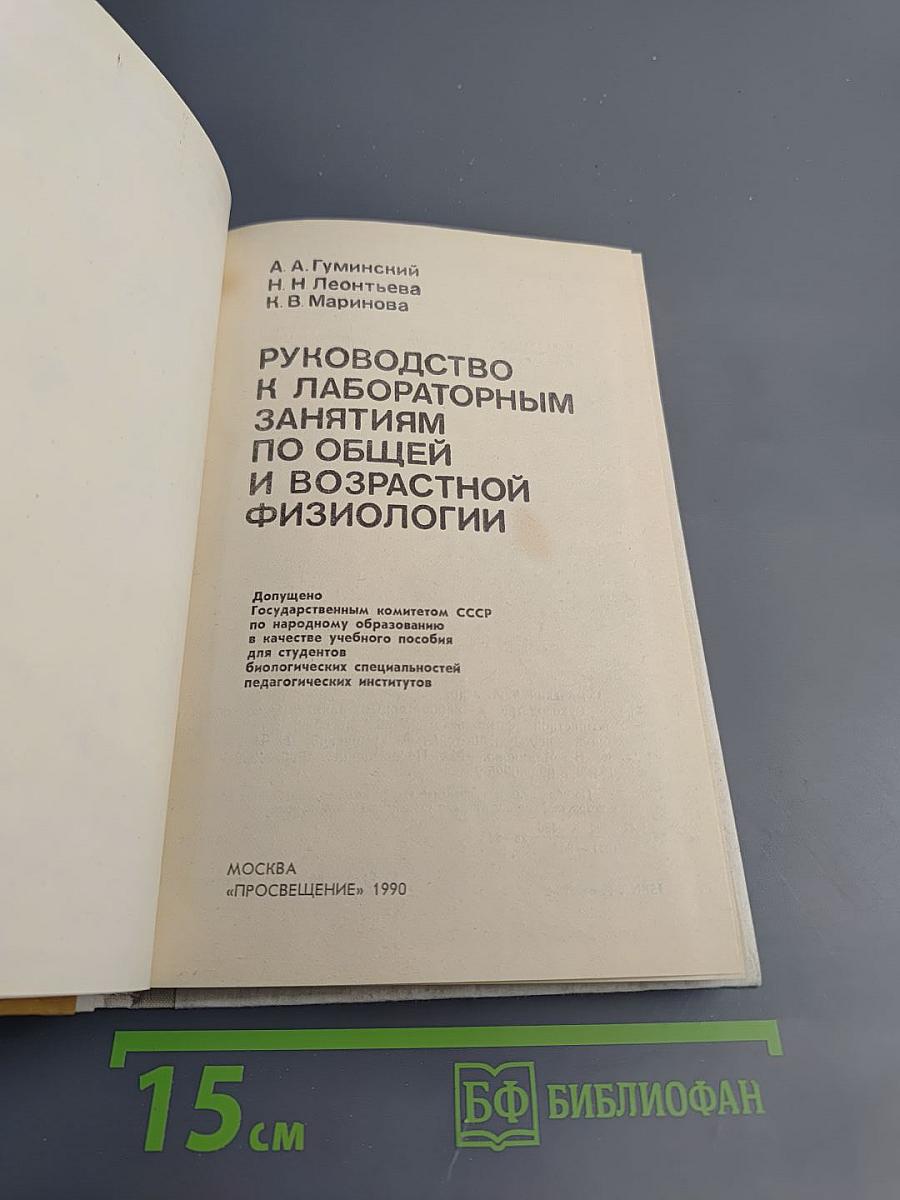 А. А. Гуминский
Н. Н Леонтьева
К. В. Маринова
РУКОВОДСТВО
К ЛАБОРАТОРНЫМ
ЗАНЯТИЯМ
ПО ОБЩЕЙ
И ВОЗРАСТНОЙ
ФИЗИОЛОГИИ
Допущено
Государственным комитетом СССР
по народному образованию
в качестве учебного пособия
для студентов
биологических специальностей
педагогических институтов
МОСКВА
«ПРОСВЕЩЕНИЕ» 1990
15 см
БФ БИБЛИОФАН